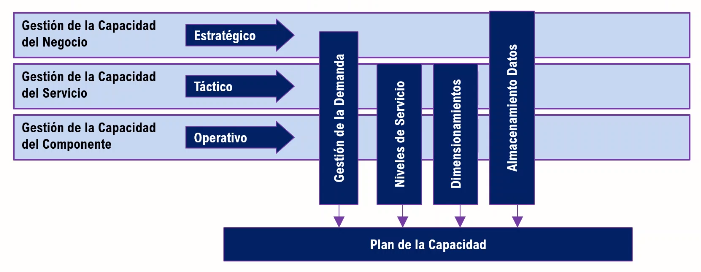 Gestión de la Capacidad
del Negocio
Estratégico
Gestión de la Capacidad
del Servicio
Táctico
Gestión de la Capacidad
del Componente
Operativo
Gestión de la Demanda
Niveles de Servicio
Dimensionamientos
Almacenamiento Datos
Plan de la Capacidad